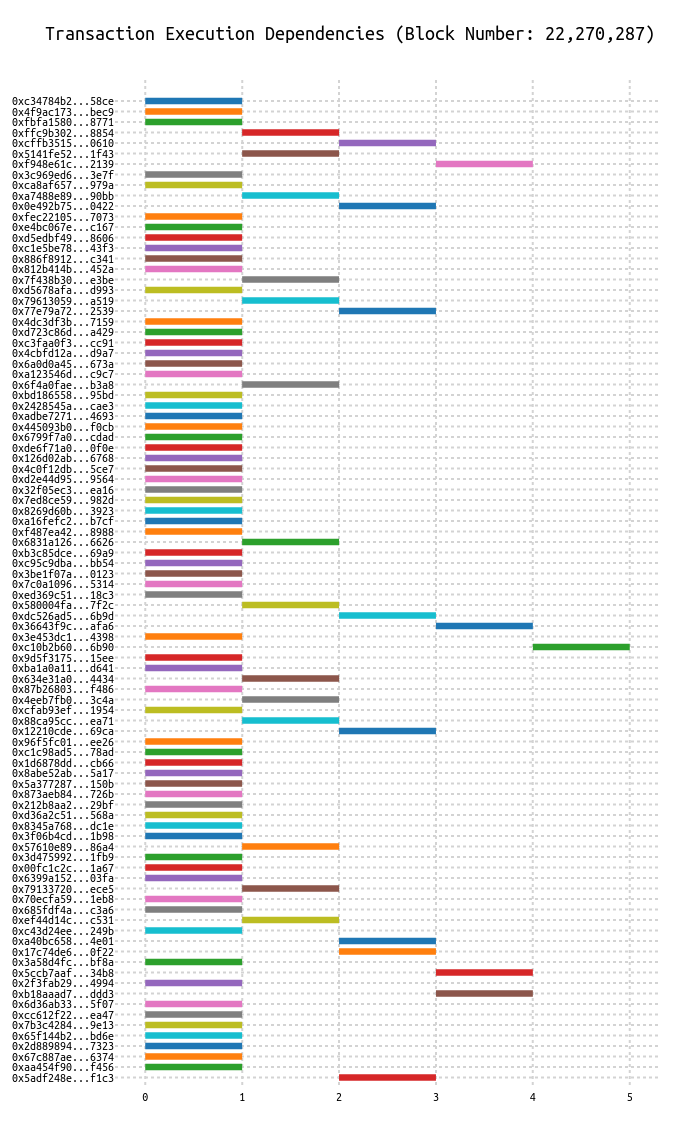 Transaction Execution Dependencies (Block Number: 22,270,287)
0xc34784b2...58ce
0x4f9ac173...bec9
0xfbfa1580...8771
0xffc9b302...8854
0xcffb3515...0610
0x5141fe52...1f43
0xf948e61c...2139
0x3c969ed6...3e7f
0xca8af657...979a
0xa7488e89...90bb
0x0e492b75...0422
0xfec22105...7073
0xe4bc067e...c167
0xd5edbf49...8606
0xc1e5be78...43f3
0x886f8912...c341
0x812b414b...452a
0x7f438b30...e3be
0xd5678afa...d993
0x79613059...a519
0x77e79a72...2539
0x4dc3df3b...7159
0xd723c86d...a429
0xc3faa0f3...cc91
0x4cbfd12a...d9a7
0x6a0d0a45...673a
0xa123546d...c9c7
0x6f4a0fae...b3a8
0xbd186558...95bd
0x2428545a...cae3
0xadbe7271...4693
0x445093b0...f0cb
0x6799f7a0...cdad
0xde6f71a0...0f0e
0x126d02ab...6768
0x4c0f12db...5ce7
0xd2e44d95...9564
0x32f05ec3...ea16
0x7ed8ce59...982d
0x8269d60b...3923
0xa16fefc2...b7cf
0xf487ea42...8988
0x6831a126...6626
0xb3c85dce...69a9
0xc95c9dba...bb54
0x3be1f07a...0123
0x7c0a1096...5314
0xed369c51...18c3
0x580004fa...7f2c
0xdc526ad5...6b9d
0x36643f9c...afa6
0x3e453dc1...4398
0xc10b2b60...6b90
0x9d5f3175...15ee
0xba1a0a11...d641
0x634e31a0...4434
0x87b26803...f486
0x4eeb7fb0...3c4a
0xcfab93ef...1954
0x88ca95cc...ea71
0x12210cde...69ca
0x96f5fc01...ee26
0xc1c98ad5...78ad
0x1d6878dd...cb66
0x8abe52ab...5a17
0x5a377287...150b
0x873aeb84...726b
0x212b8aa2...29bf
0xd36a2c51...568a
0x8345a768...dc1e
0x3f06b4cd...1b98
0x57610e89...86a4
0x3d475992...1fb9
0x00fc1c2c...1a67
0x6399a152...03fa
0x79133720...ece5
0x70ecfa59...1eb8
0x685fdf4a...c3a6
0xef44d14c...c531
0xc43d24ee...249b
0xa40bc658...4e01
0x17c74de6...0f22
0x3a58d4fc...bf8a
0x5ccb7aaf...34b8
0x2f3fab29...4994
0xb18aaad7...ddd3
0x6d36ab33...5f07
0xcc612f22...ea47
0x7b3c4284...9e13
0x65f144b2...bd6e
0x2d889894...7323
0x67c887ae...6374
0xaa454f90...f456
0x5adf248e...f1c3
0 1 2 3 4 5